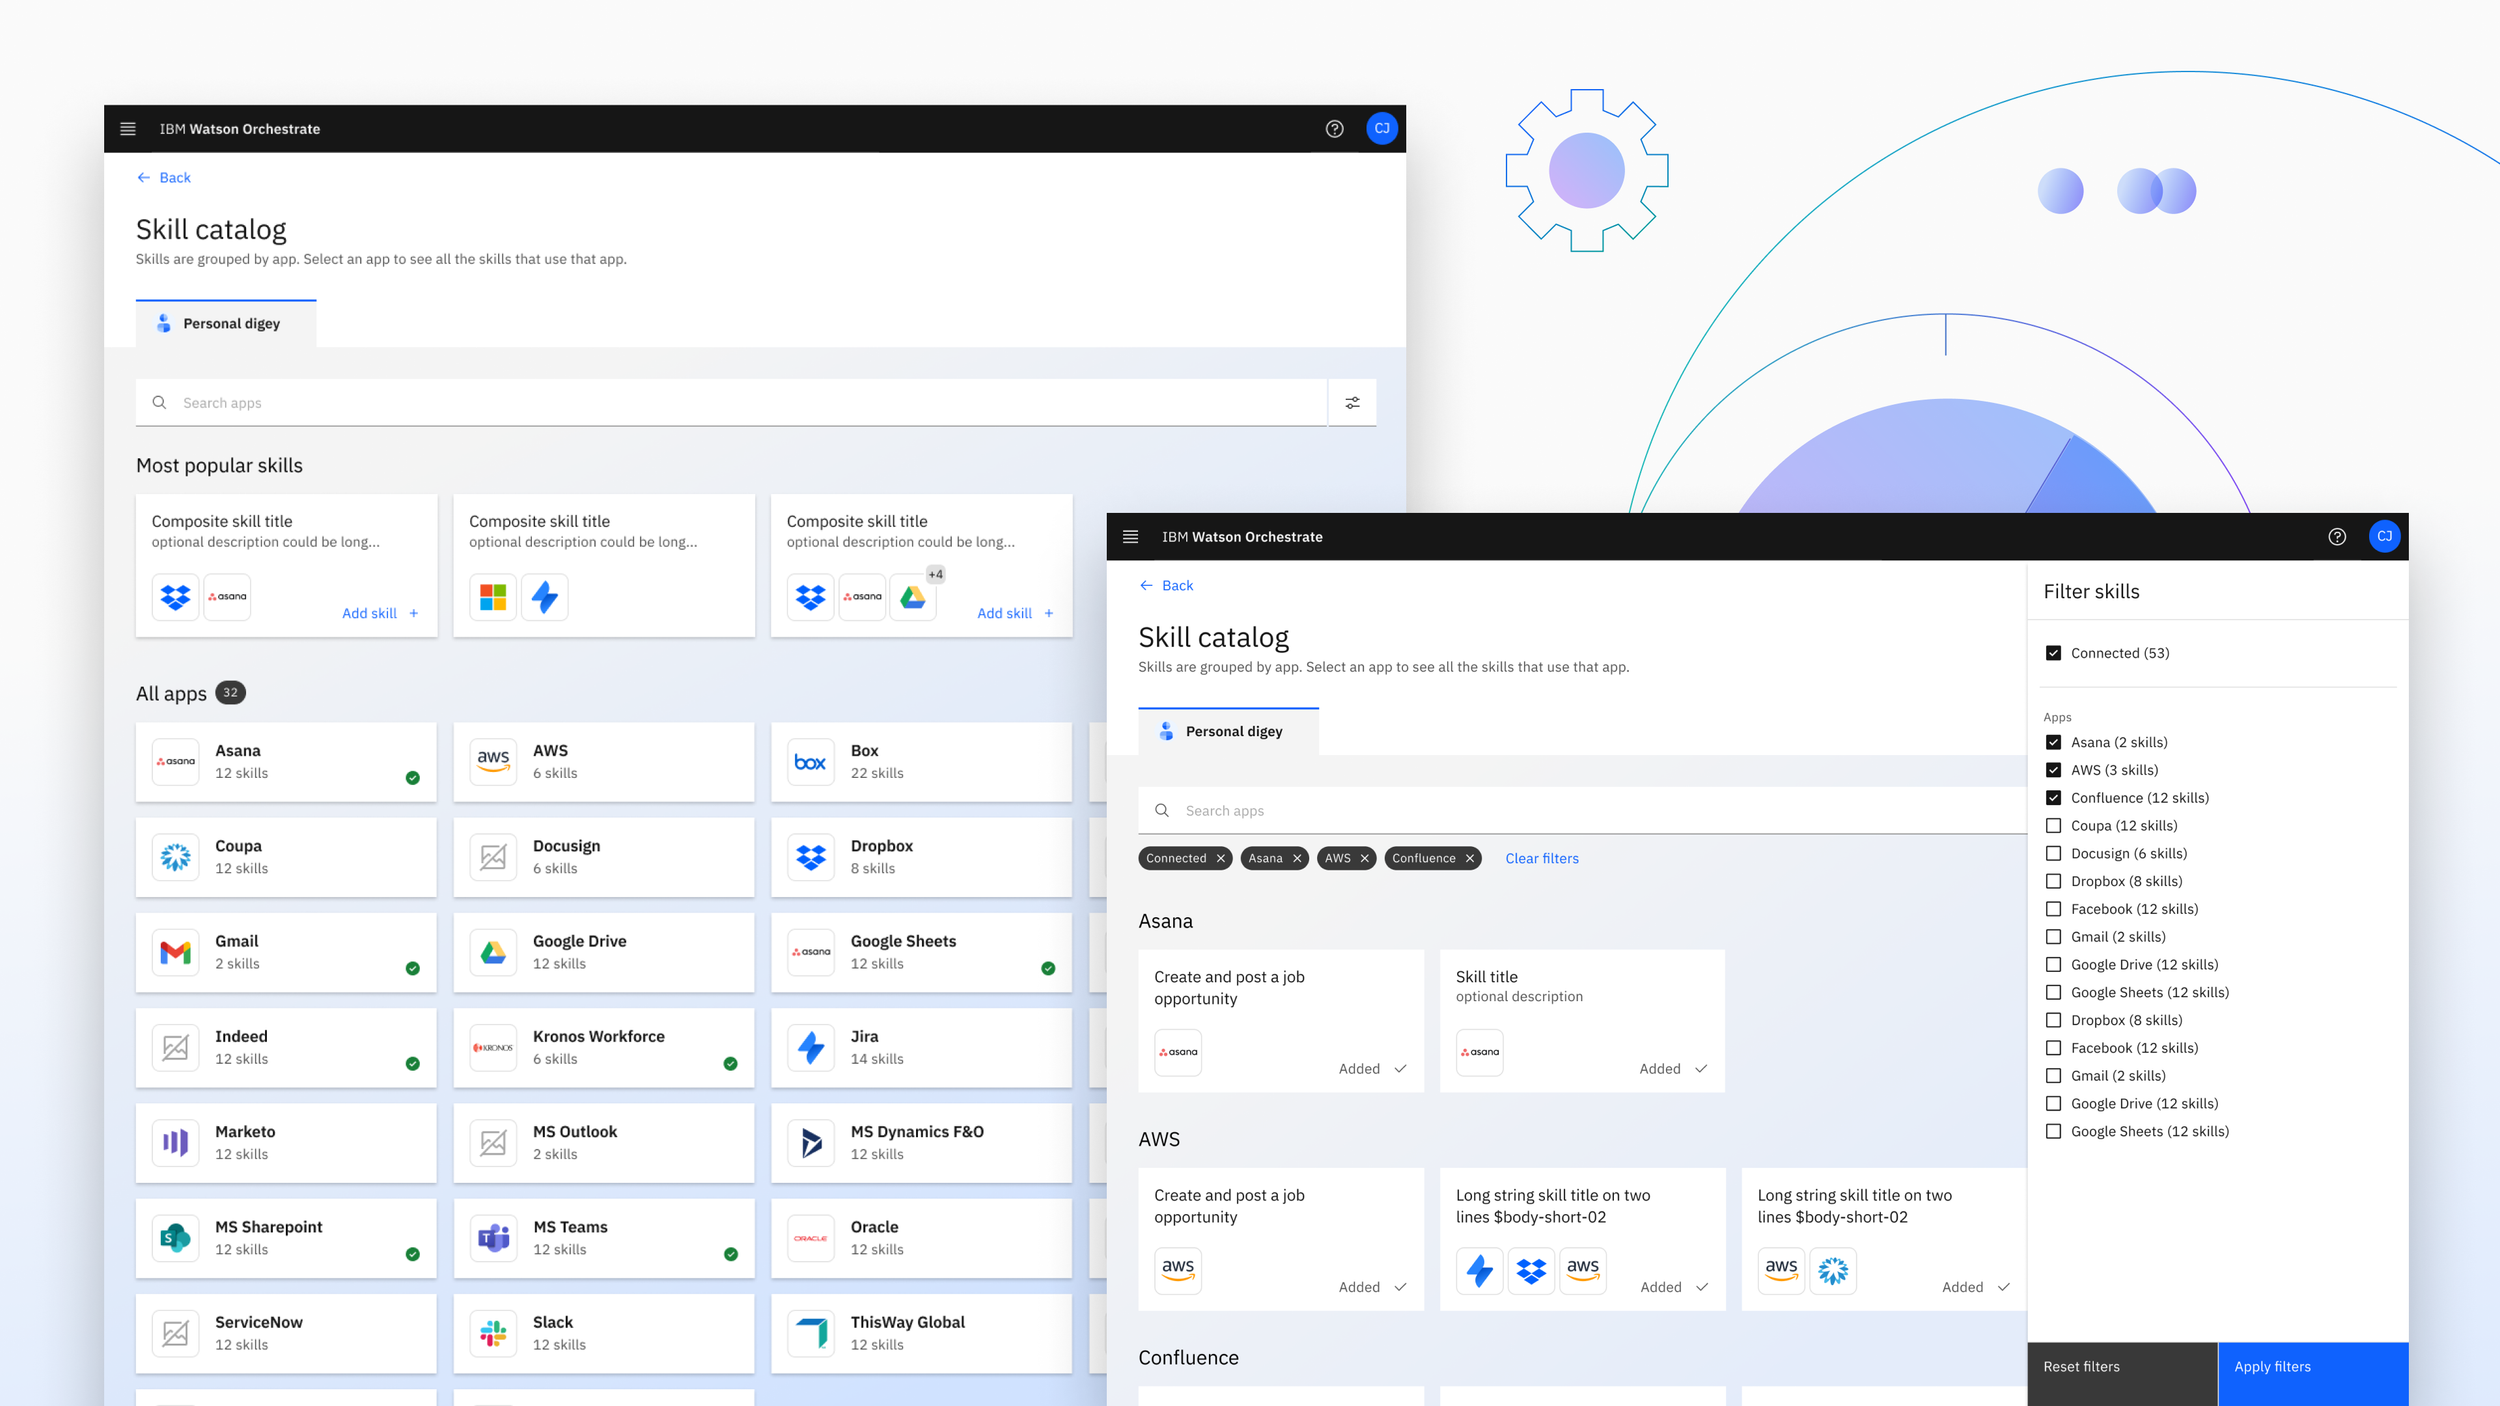 IBM Watson Orchestrate
CJ
Back
Skill catalog
Skills are grouped by app. Select an app to see all the skills that use that app.
Personal digey
Search apps
Most popular skills
Composite skill title
optional description could be long...
asana
Add skill +
Composite skill title
optional description could be long...
Composite skill title
optional description could be long...
asana
+4
Add skill +
All apps 32
asana
Asana
12 skills
aws
AWS
6 skills
box
Box
22 skills
Coupa
12 skills
Docusign
6 skills
Dropbox
8 skills
Gmail
2 skills
Google Drive
12 skills
asana
Google Sheets
12 skills
Indeed
12 skills
KRONOS
Kronos Workforce
6 skills
Jira
14 skills
Marketo
12 skills
MS Outlook
2 skills
MS Dynamics F&O
12 skills
S
MS Sharepoint
12 skills
T
MS Teams
12 skills
ORACLE
Oracle
12 skills
ServiceNow
12 skills
Slack
12 skills
ThisWay Global
12 skills
IBM Watson Orchestrate
CJ
Back
Skill catalog
Skills are grouped by app. Select an app to see all the skills that use that app.
Personal digey
Search apps
Connected
Asana
AWS
Confluence
Clear filters
Asana
Create and post a job
opportunity
asana
Added
Skill title
optional description
asana
Added
AWS
Create and post a job
opportunity
aws
Added
Long string skill title on two
lines $body-short-02
aws
Added
Long string skill title on two
lines $body-short-02
aws
Added
Confluence
Filter skills
Connected (53)
Apps
Asana (2 skills)
AWS (3 skills)
Confluence (12 skills)
Coupa (12 skills)
Docusign (6 skills)
Dropbox (8 skills)
Facebook (12 skills)
Gmail (2 skills)
Google Drive (12 skills)
Google Sheets (12 skills)
Dropbox (8 skills)
Facebook (12 skills)
Gmail (2 skills)
Google Drive (12 skills)
Google Sheets (12 skills)
Reset filters
Apply filters